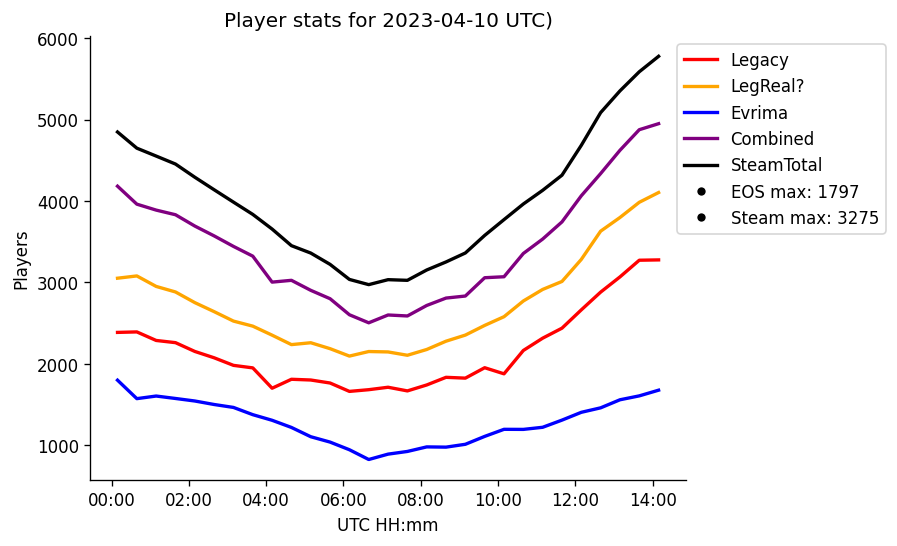 Player stats for 2023-04-10 UTC)
6000
5000
4000
3000
2000
1000
Players
00:00 02:00 04:00 06:00 08:00 10:00 12:00 14:00
UTC HH:mm
Legacy
LegReal?
Evrima
Combined
SteamTotal
EOS max: 1797
Steam max: 3275